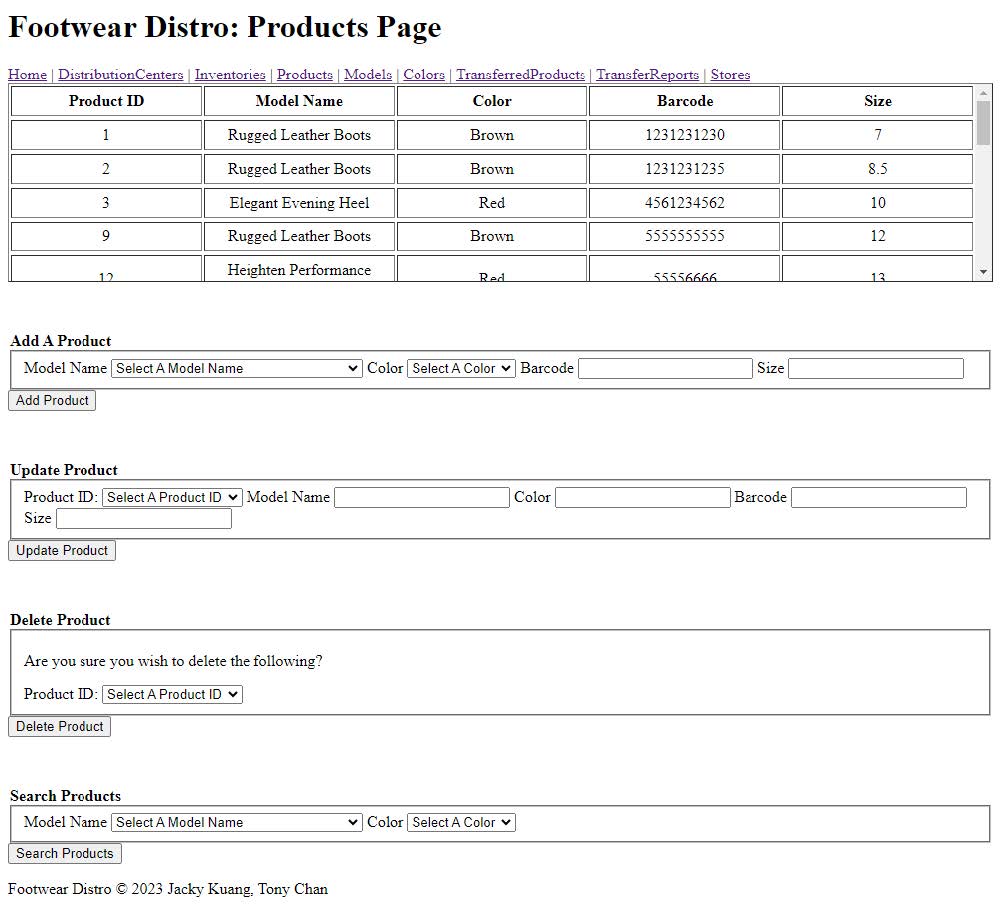 Footwear Distro: Products Page
Home | DistributionCenters | Inventories | Products | Models | Colors | TransferredProducts | TransferReports | Stores
Product ID Model Name Color Barcode Size
1 Rugged Leather Boots Brown 1231231230 7
2 Rugged Leather Boots Brown 1231231235 8.5
3 Elegant Evening Heel Red 4561234562 10
9 Rugged Leather Boots Brown 5555555555 12
12 Heighten Performance Red 55556666 13
Add A Product
Model Name Select A Model Name Color Select A Color Barcode Size
Add Product
Update Product
Product ID: Select A Product ID Model Name Color Barcode
Size
Update Product
Delete Product
Are you sure you wish to delete the following?
Product ID: Select A Product ID
Delete Product
Search Products
Model Name Select A Model Name Color Select A Color
Search Products
Footwear Distro © 2023 Jacky Kuang, Tony Chan